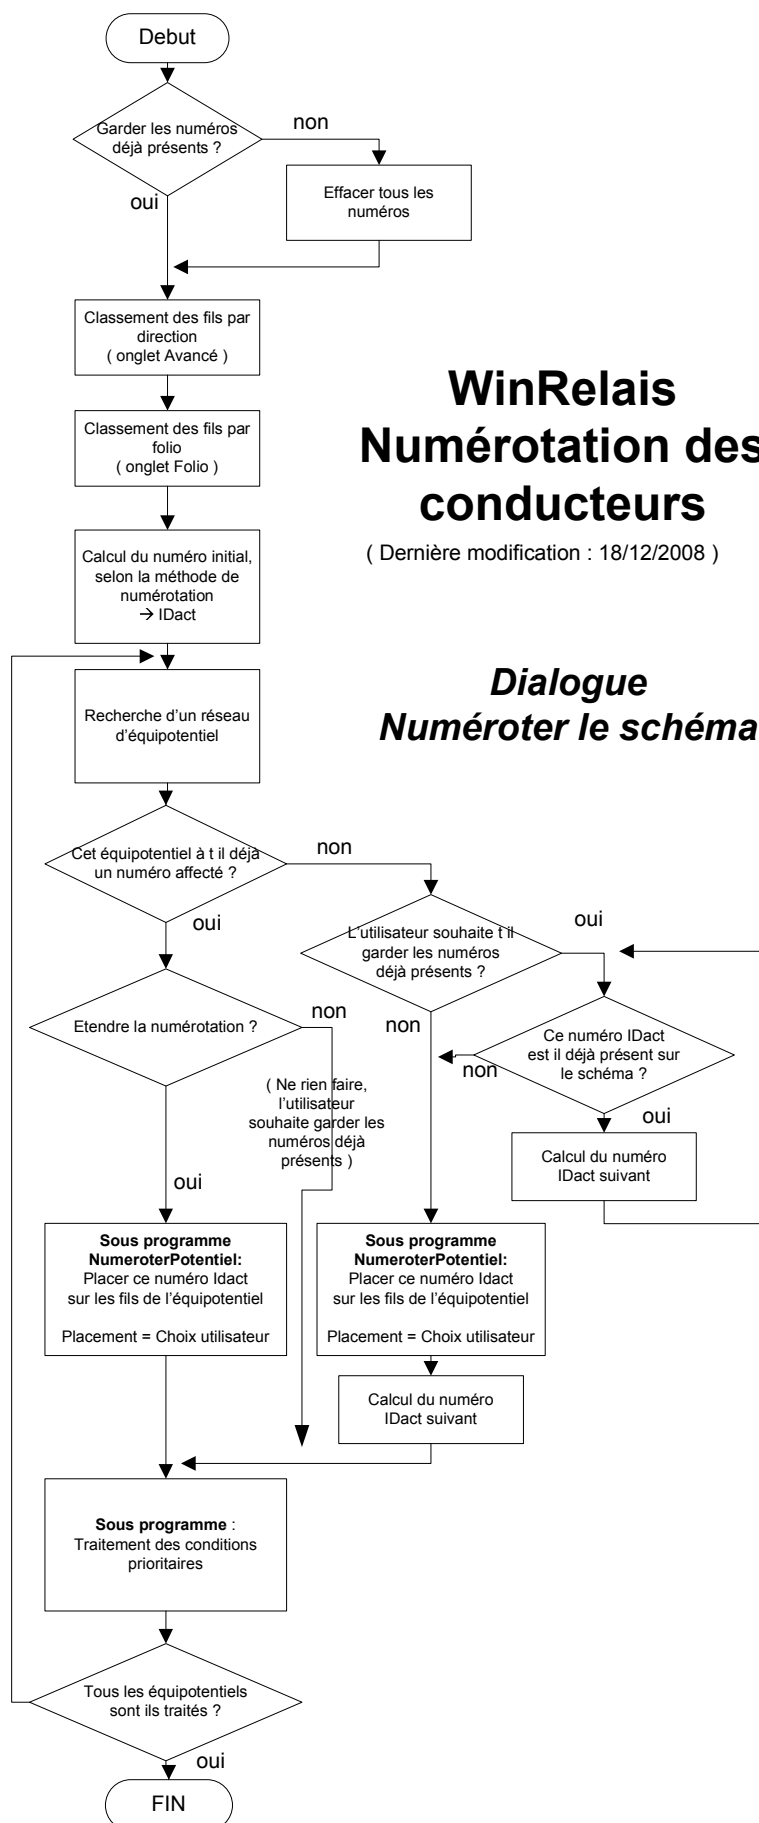 Debut
Garder les numéros
déjà présents ?
non
oui
Effacer tous les
numéros
Classement des fils par
direction
( onglet Avancé )
Classement des fils par
folio
( onglet Folio )
WinRelais
Numérotation des
conducteurs
( Dernière modification : 18/12/2008 )
Calcul du numéro initial,
selon la méthode de
numérotation
→ IDact
Recherche d'un réseau
d'équipotentiel
Dialogue
Numéroter le schéma
Cet équipotentiel à t il déjà
un numéro affecté ?
non
oui
L'utilisateur souhaite t il
garder les numéros
déjà présents ?
oui
non
Etendre la numérotation ?
non
oui
( Ne rien faire,
l'utilisateur
souhaite garder les
numéros déjà
présents )
Ce numéro IDact
est il déjà présent sur
le schéma ?
non
oui
Calcul du numéro
IDact suivant
Sous programme
NumeroterPotentiel:
Placer ce numéro Idact
sur les fils de l'équipotentiel
Placement = Choix utilisateur
Sous programme
NumeroterPotentiel:
Placer ce numéro Idact
sur les fils de l'équipotentiel
Placement = Choix utilisateur
Calcul du numéro
IDact suivant
Sous programme :
Traitement des conditions
prioritaires
Tous les équipotentiels
sont ils traités ?
oui
FIN